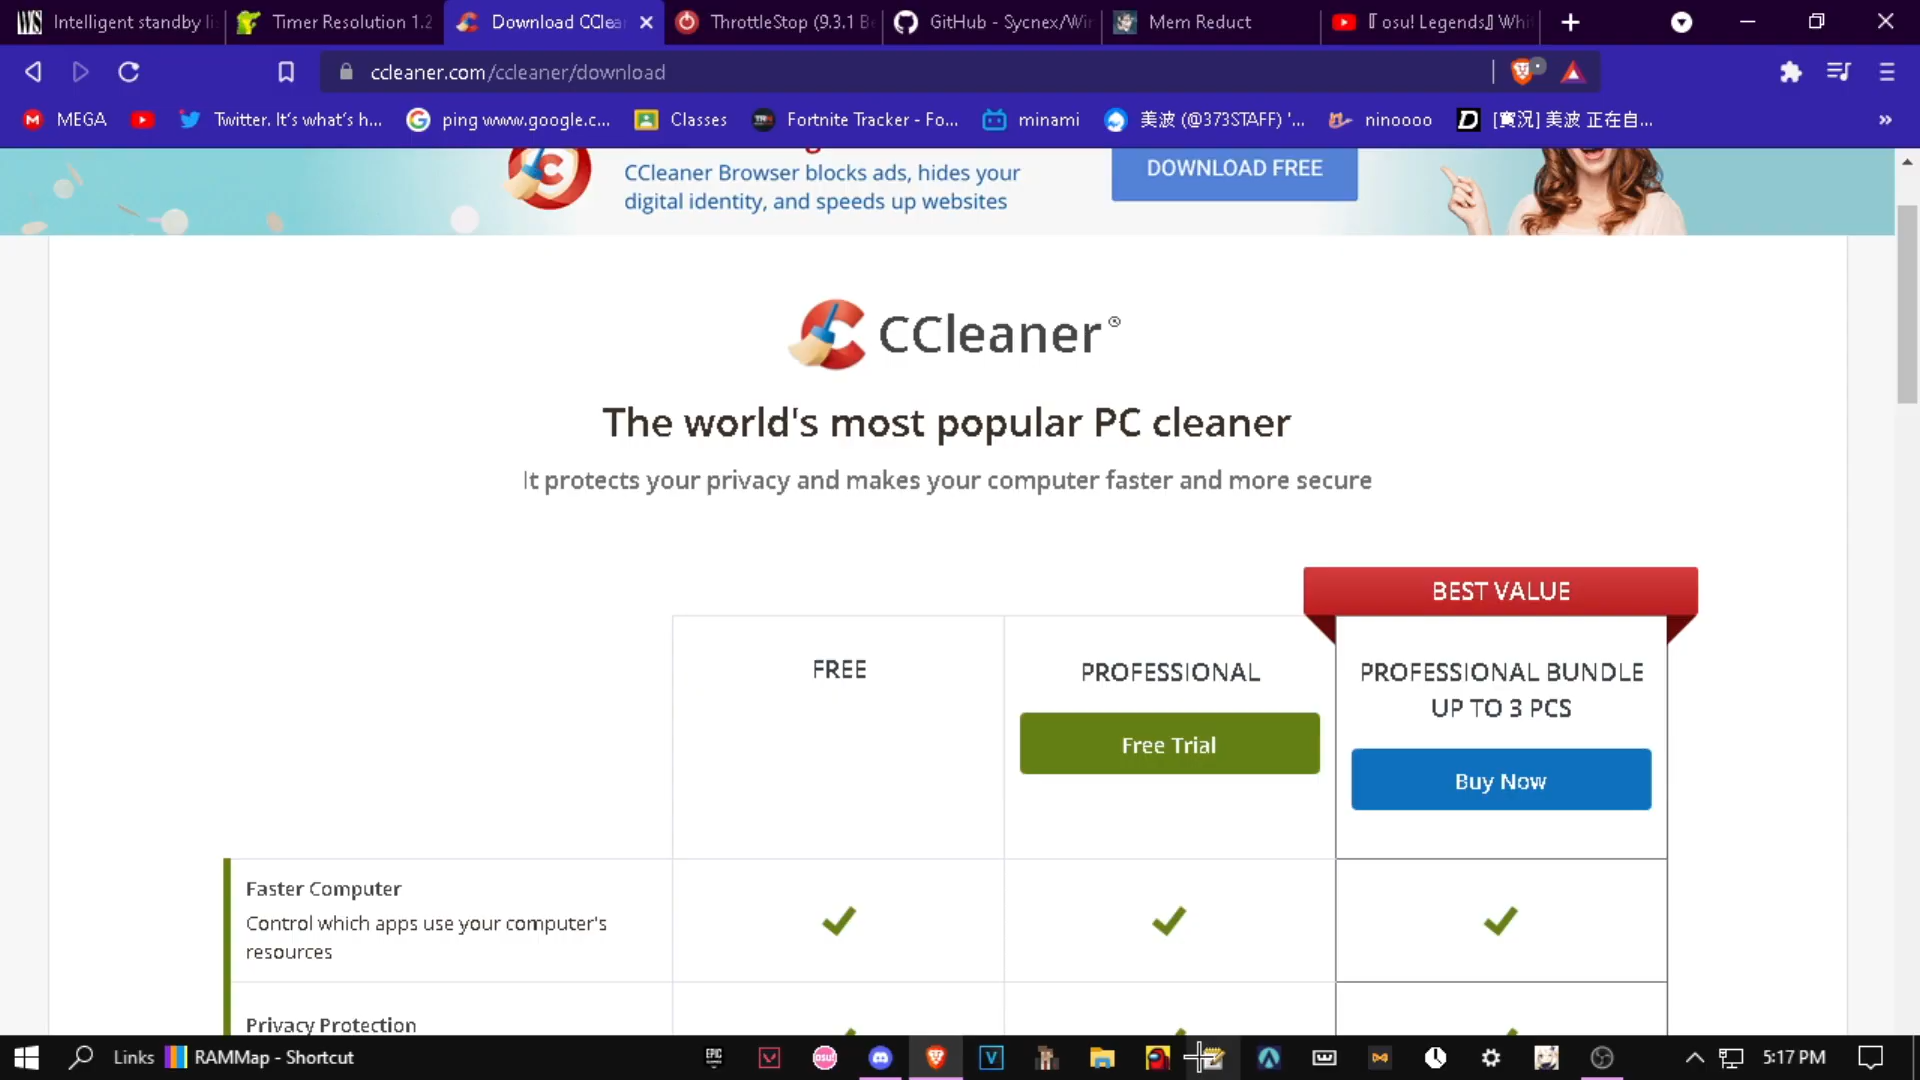 Intelligent standby li
Timer Resolution 1.2
Download CClea
ThrottleStop (9.3.1 B
GitHub - Sycnex/Wi
Mem Reduct
『osu! Legends』Whi
ccleaner.com/ccleaner/download
MEGA
Twitter. It's what's h...
ping www.google.c...
Classes
Fortnite Tracker - Fo...
minami
美波 (@373STAFF) '...
ninoooo
[實況] 美波 正在自...
CCleaner Browser blocks ads, hides your
digital identity, and speeds up websites
DOWNLOAD FREE
CCleaner®
The world's most popular PC cleaner
It protects your privacy and makes your computer faster and more secure
BEST VALUE
FREE
PROFESSIONAL
Free Trial
PROFESSIONAL BUNDLE
UP TO 3 PCS
Buy Now
Faster Computer
Control which apps use your computer's
resources
Privacy Protection
Links
RAMMap - Shortcut
EPIC
osu!
5:17 PM